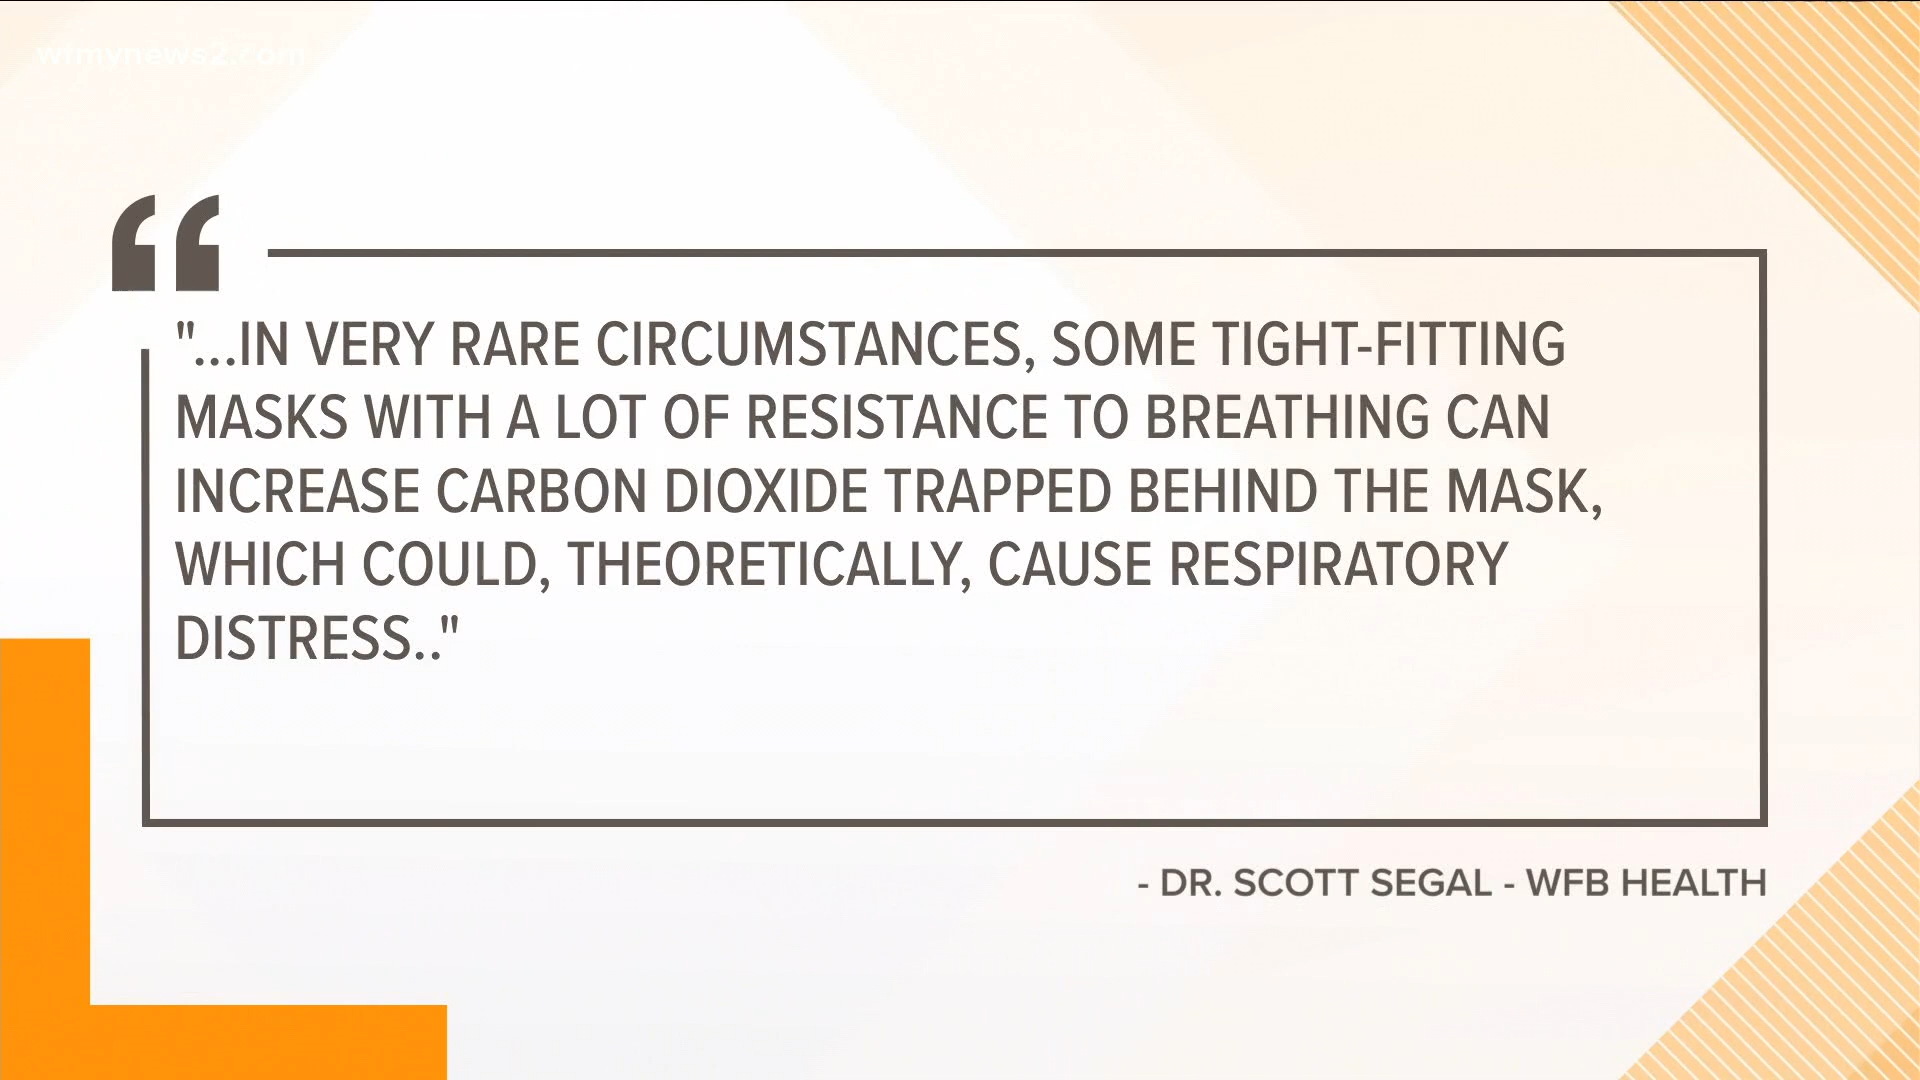 wfmynews2.com
"...IN VERY RARE CIRCUMSTANCES, SOME TIGHT-FITTING
MASKS WITH A LOT OF RESISTANCE TO BREATHING CAN
INCREASE CARBON DIOXIDE TRAPPED BEHIND THE MASK,
WHICH COULD, THEORETICALLY, CAUSE RESPIRATORY
DISTRESS.."
- DR. SCOTT SEGAL - WFB HEALTH